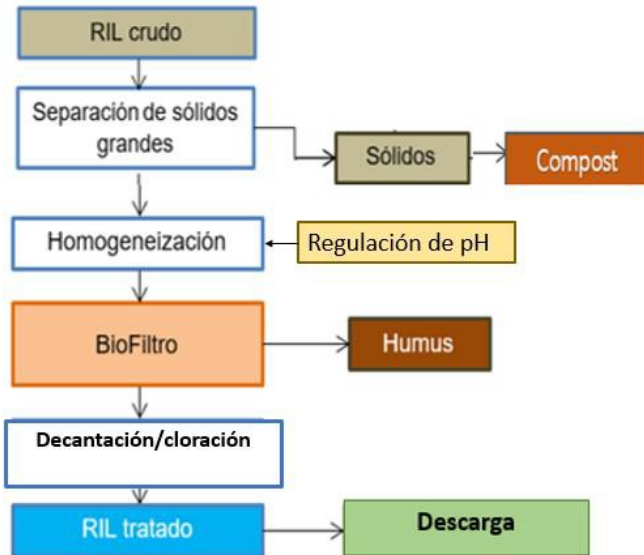 RIL crudo
Separación de sólidos
grandes
Sólidos
Compost
Homogeneización
Regulación de pH
BioFiltro
Humus
Decantación/cloración
RIL tratado
Descarga